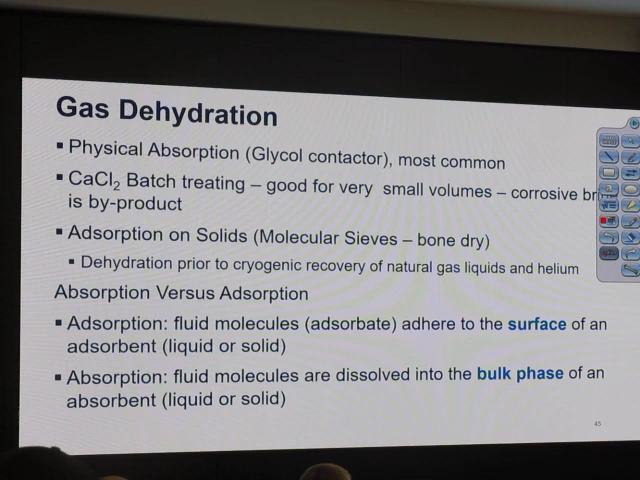 Gas Dehydration
▪ Physical Absorption (Glycol contactor), most common
▪ CaCl₂ Batch treating – good for very small volumes – corrosive
is by-product
▪ Adsorption on Solids (Molecular Sieves – bone dry)
▪ Dehydration prior to cryogenic recovery of natural gas liquids and helium
Absorption Versus Adsorption
▪ Adsorption: fluid molecules (adsorbate) adhere to the surface of an
adsorbent (liquid or solid)
▪ Absorption: fluid molecules are dissolved into the bulk phase of an
absorbent (liquid or solid)
45